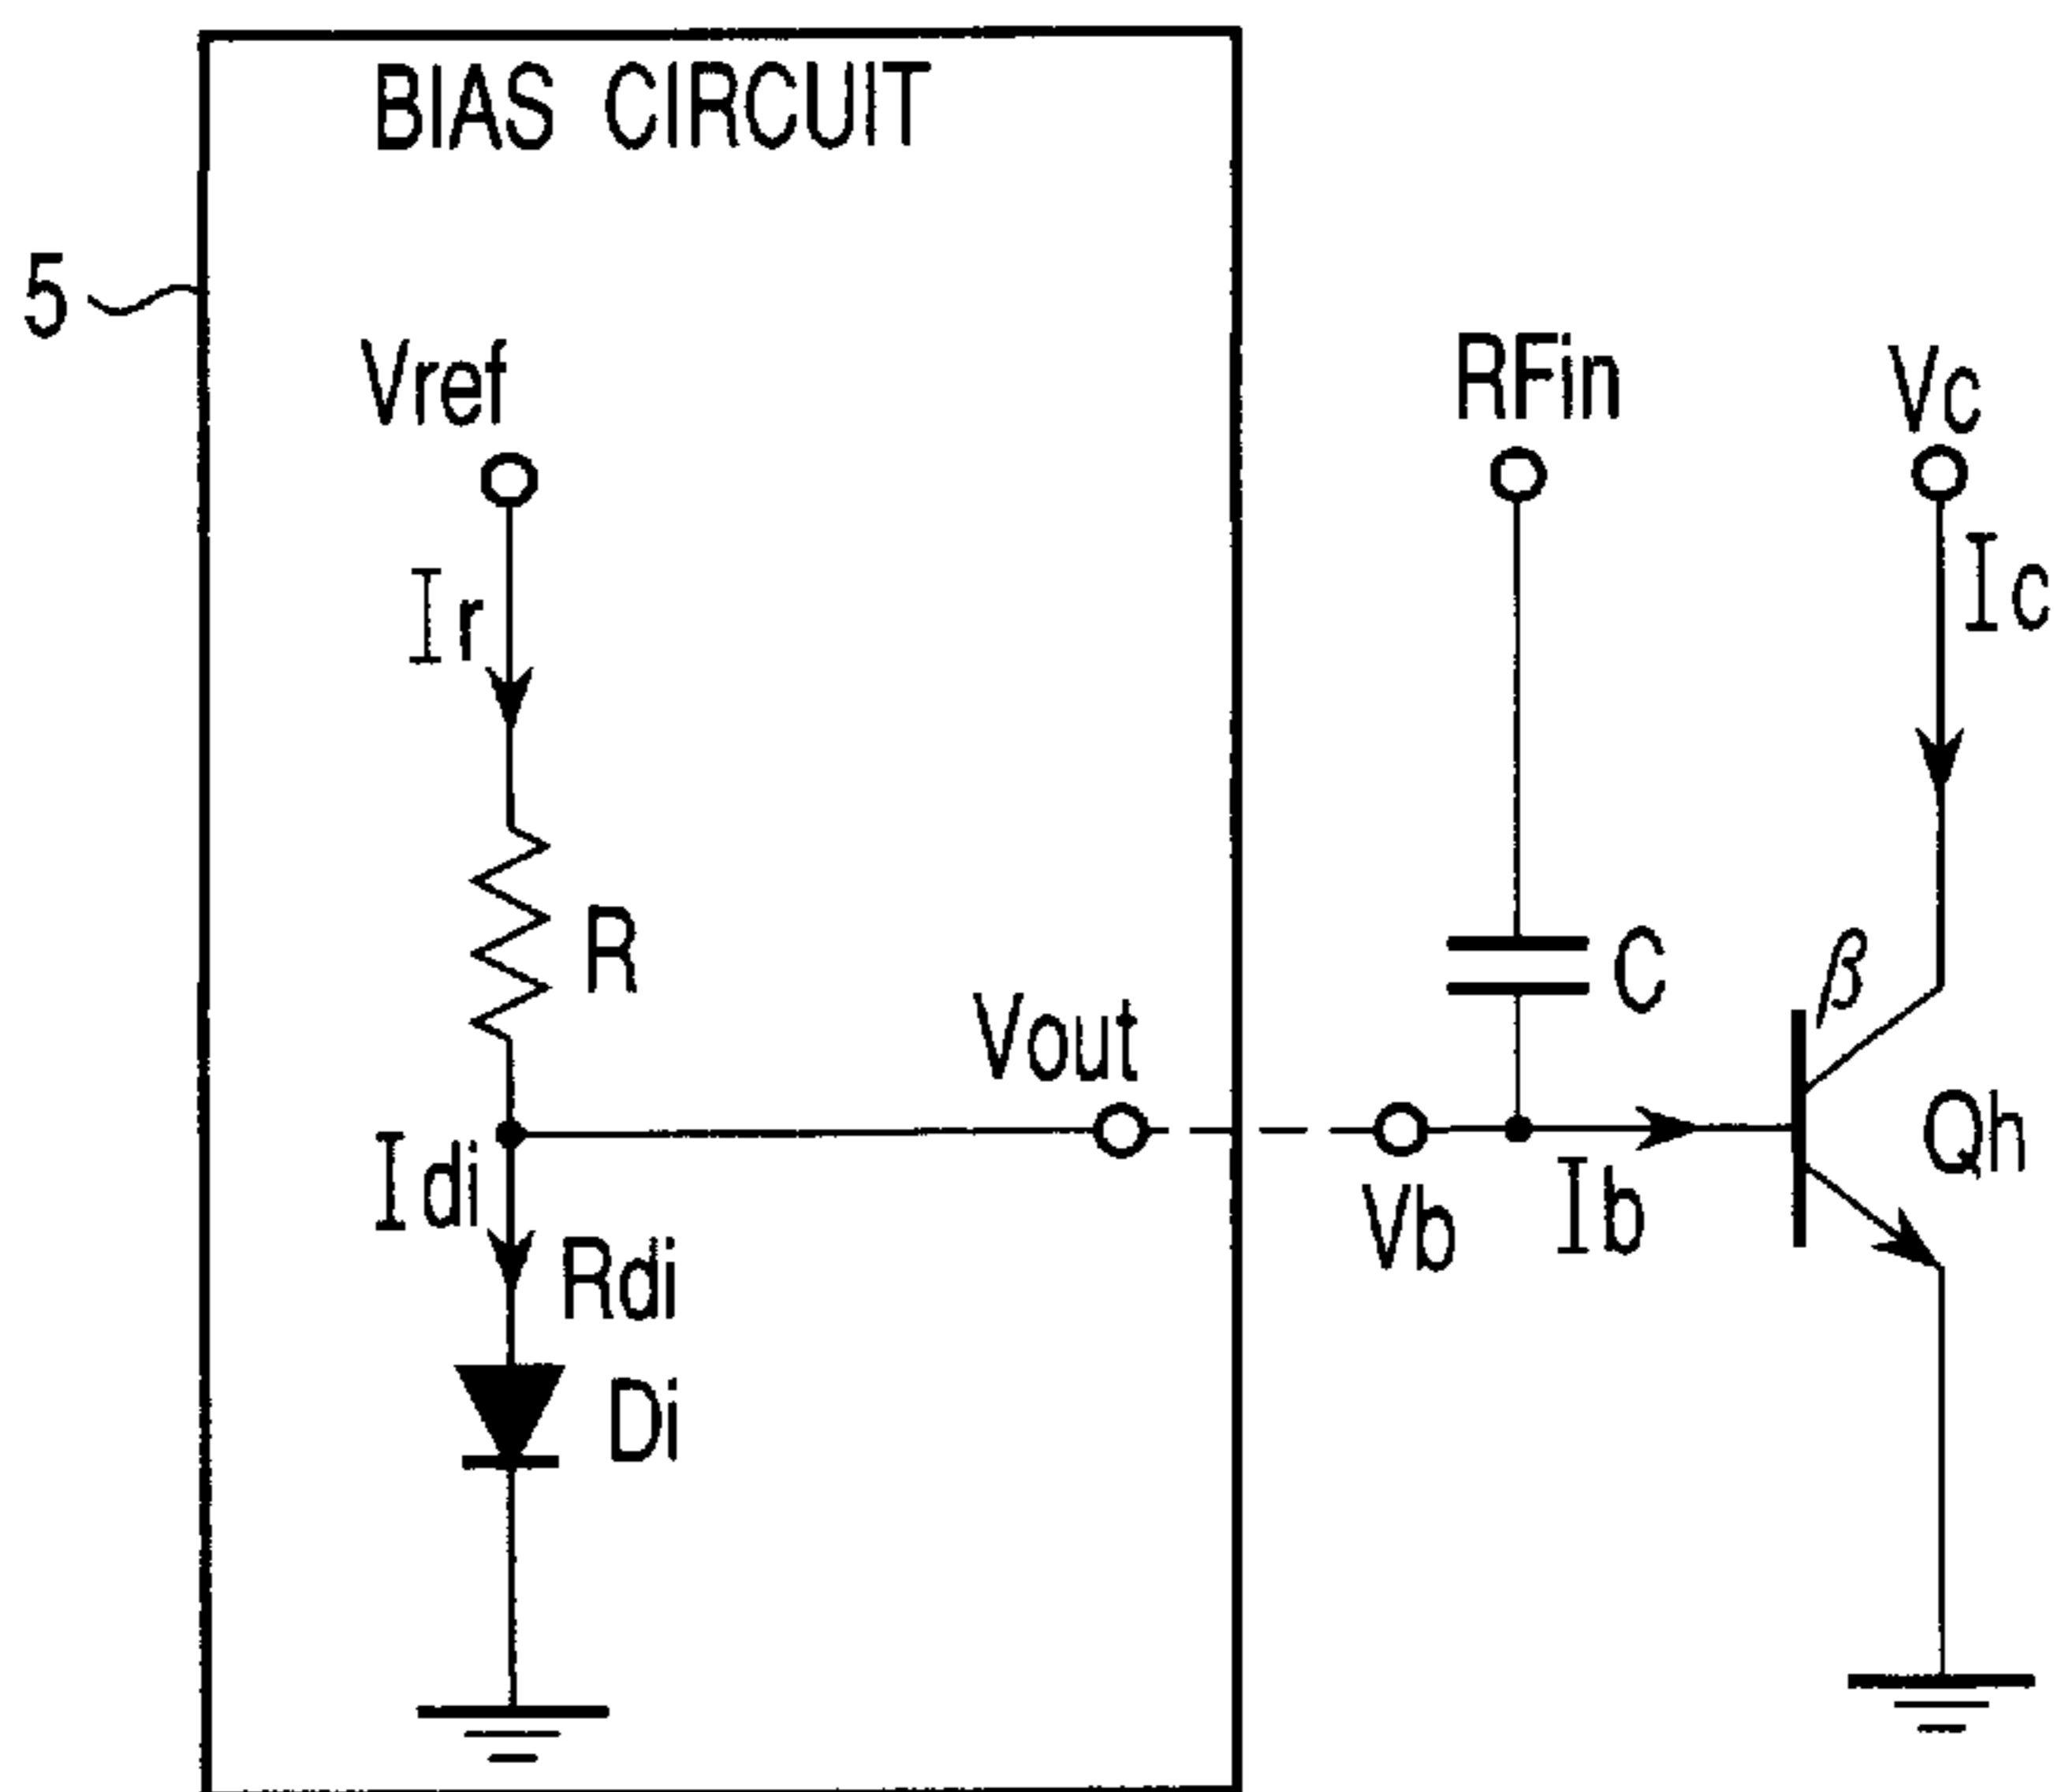 BIAS CIRCUIT
5
Vref
RFin
Vc
Ir
Ic
R
C
β
Vout
Qh
Idi
Vb
Ib
Rdi
Di